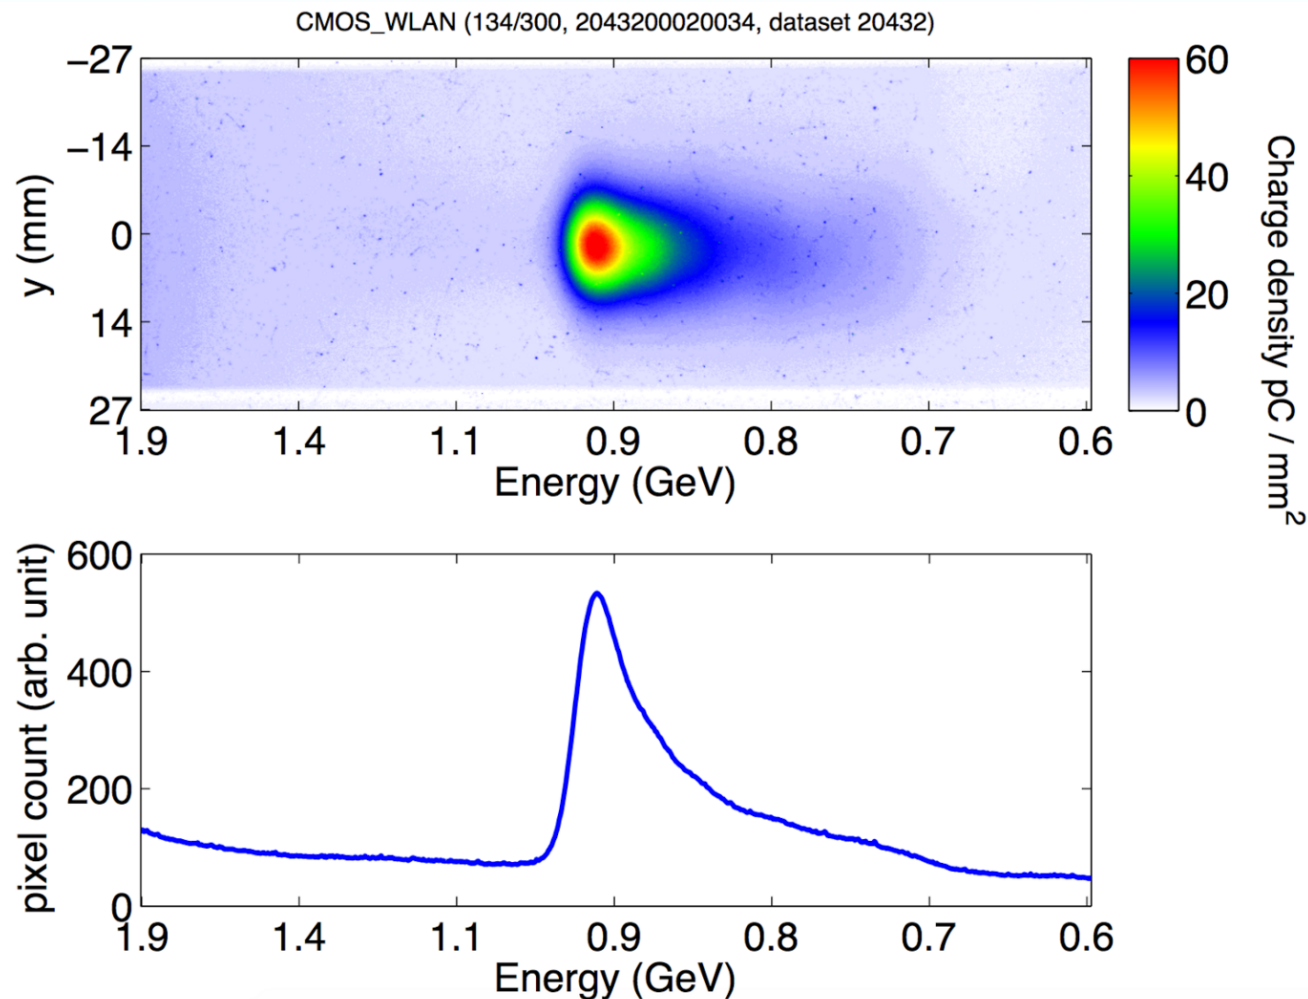 CMOS_WLAN (134/300, 2043200020034, dataset 20432)
y (mm)
−27
−14
0
14
27
1.9 1.4 1.1 0.9 0.8 0.7 0.6
Energy (GeV)
60
40
20
0
Charge density pC / mm²
pixel count (arb. unit)
600
400
200
0
1.9 1.4 1.1 0.9 0.8 0.7 0.6
Energy (GeV)